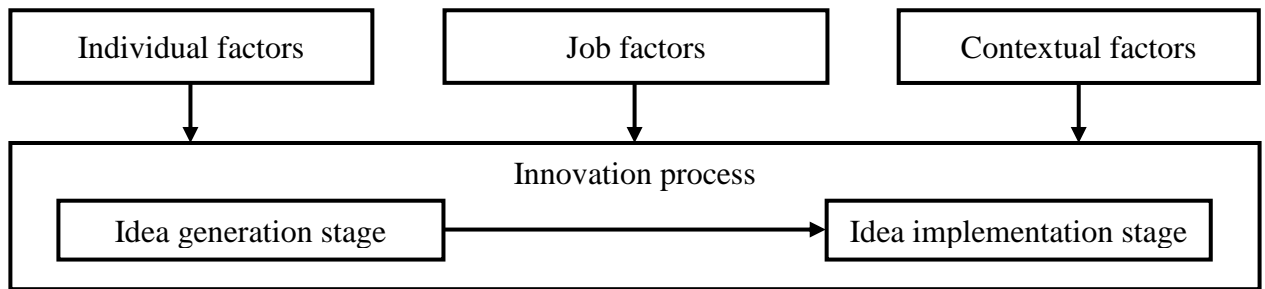 Individual factors
Job factors
Contextual factors
Innovation process
Idea generation stage
Idea implementation stage